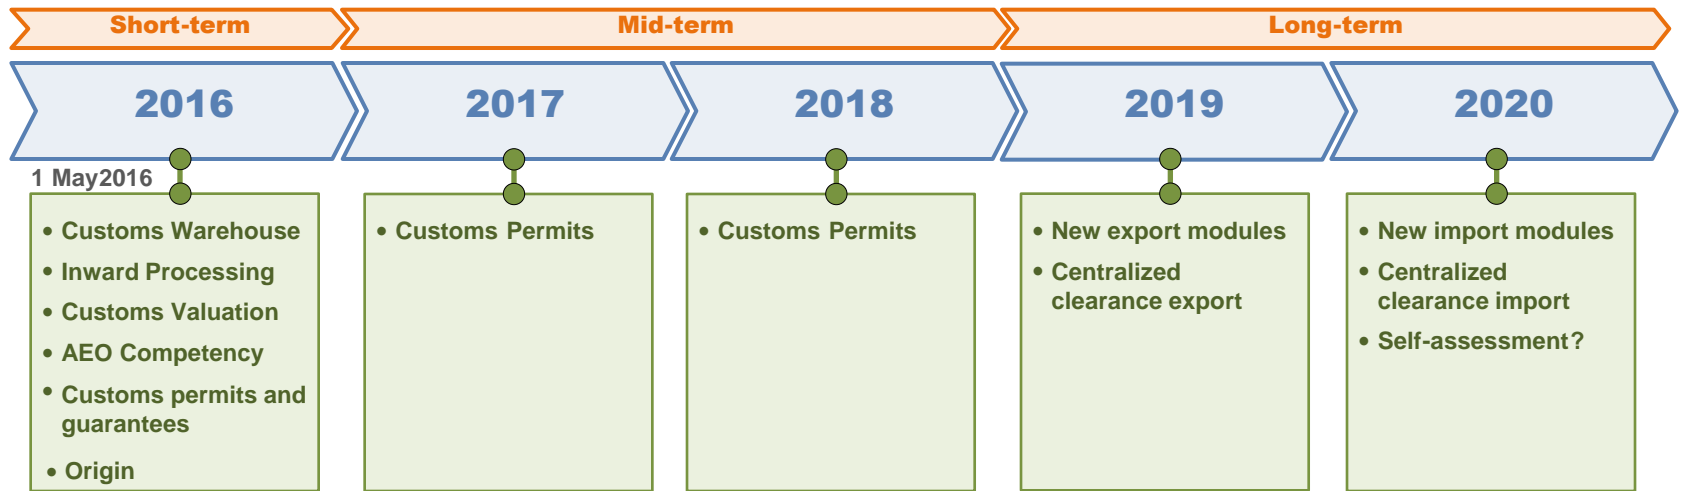 Short-term
Mid-term
Long-term
2016
2017
2018
2019
2020
1 May2016
• Customs Warehouse
• Inward Processing
• Customs Valuation
• AEO Competency
• Customs permits and
guarantees
• Origin
• Customs Permits
• Customs Permits
• New export modules
• Centralized
clearance export
• New import modules
• Centralized
clearance import
• Self-assessment?